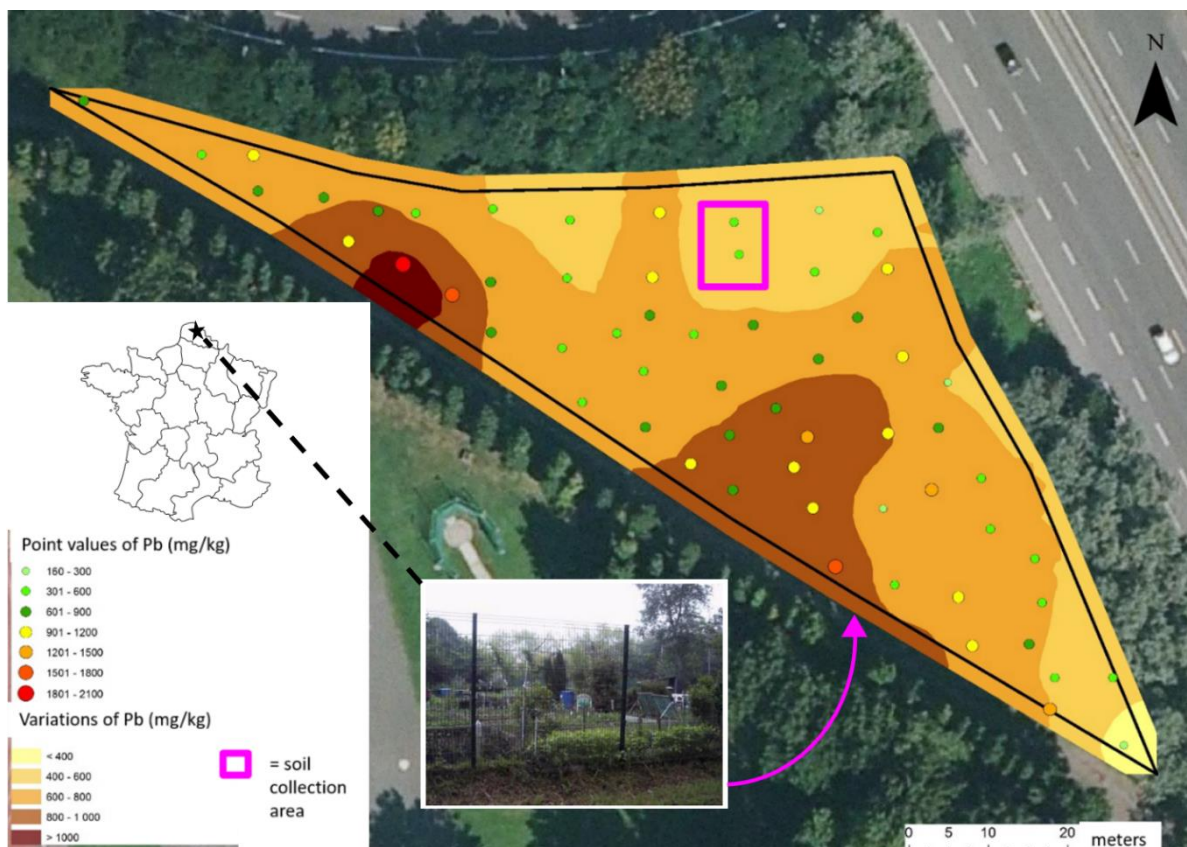 N
Point values of Pb (mg/kg)
160 - 300
301 - 600
601 - 900
901 - 1200
1201 - 1500
1501 - 1800
1801 - 2100
Variations of Pb (mg/kg)
< 400
400 - 600
600 - 800
800 - 1 000
> 1000
= soil
collection
area
0 5 10 20
meters